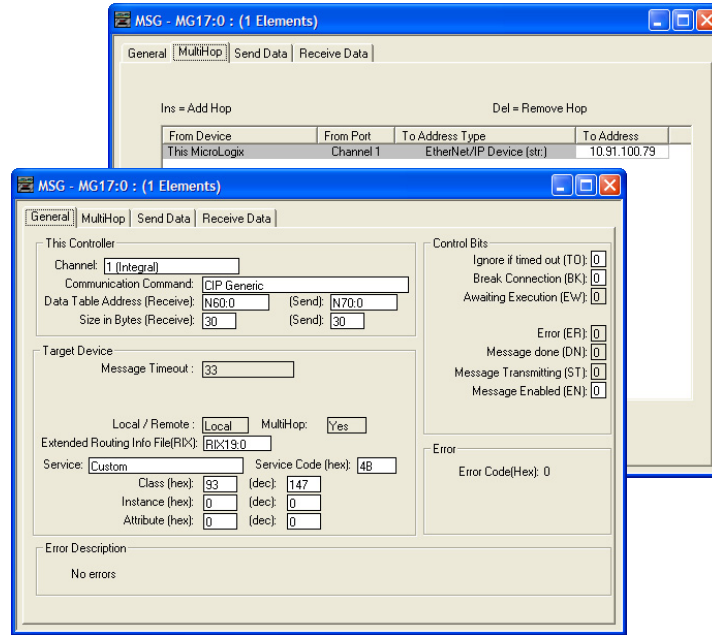 MSG - MG17:0 : (1 Elements)
General MultiHop Send Data Receive Data
Ins = Add Hop Del = Remove Hop
From Device From Port To Address Type To Address
This MicroLogix Channel 1 EtherNet/IP Device (str:) 10.91.100.79
MSG - MG17:0 : (1 Elements)
General MultiHop Send Data Receive Data
This Controller
Channel: 1 (Integral)
Communication Command: CIP Generic
Data Table Address (Receive): N60:0 (Send): N70:0
Size in Bytes (Receive): 30 (Send): 30
Target Device
Message Timeout : 33
Local / Remote : Local MultiHop: Yes
Extended Routing Info File(RIX): RIX19:0
Service: Custom Service Code (hex): 4B
Class (hex): 93 (dec): 147
Instance (hex): 0 (dec): 0
Attribute (hex): 0 (dec): 0
Control Bits
Ignore if timed out (TO): 0
Break Connection (BK): 0
Awaiting Execution (EW): 0
Error (ER): 0
Message done (DN): 0
Message Transmitting (ST): 0
Message Enabled (EN): 0
Error
Error Code(Hex): 0
Error Description
No errors